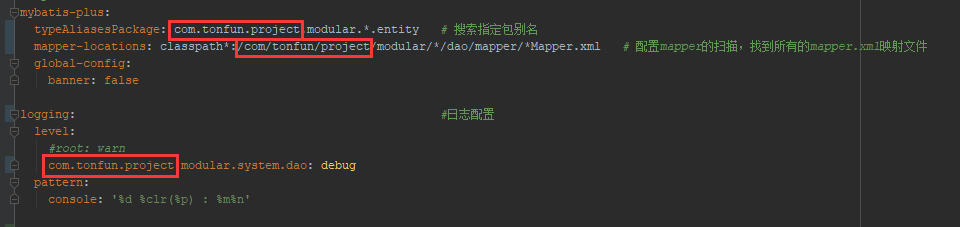 mybatis-plus:
  typeAliasesPackage: com.tonfun.project.modular.*.entity   # 搜索指定包别名
  mapper-locations: classpath*:/com/tonfun/project/modular/*/dao/mapper/*Mapper.xml   # 配置mapper的扫描，找到所有的mapper.xml映射文件
  global-config:
    banner: false
logging:   #日志配置
  level:
    #root: warn
    com.tonfun.project.modular.system.dao: debug
  pattern:
    console: '%d %clr(%p) : %m%n'